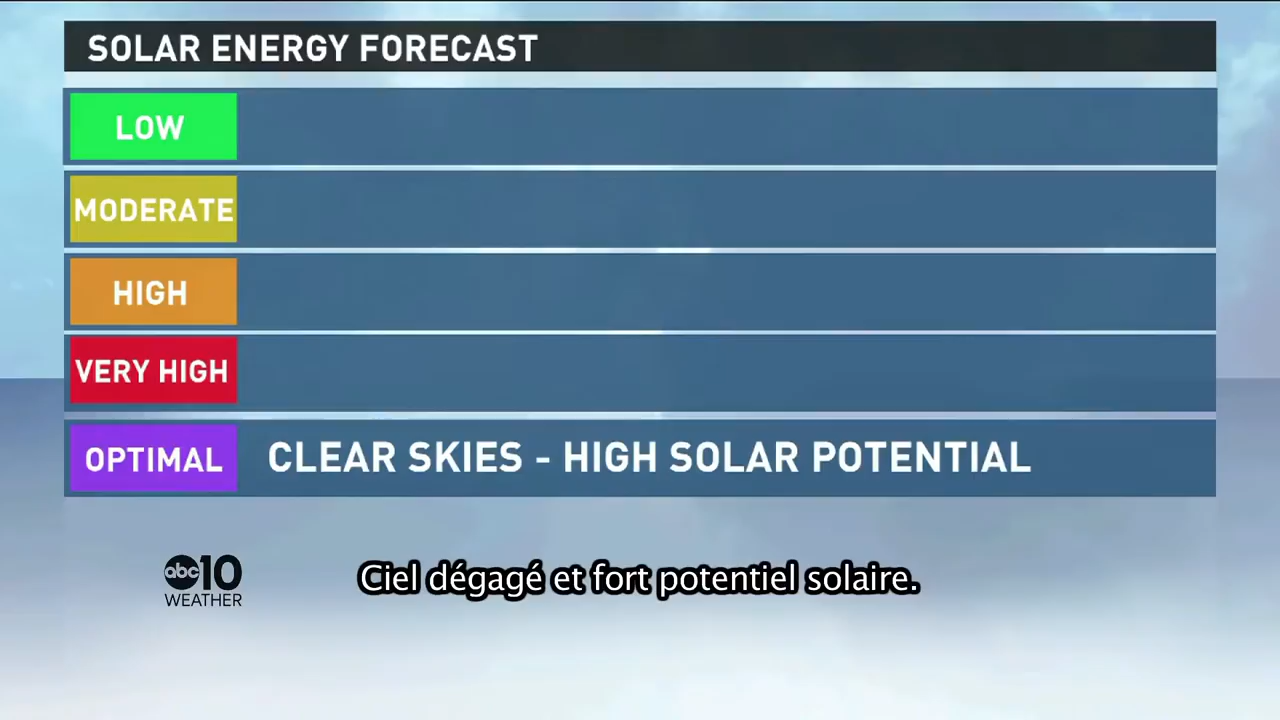 SOLAR ENERGY FORECAST
LOW
MODERATE
HIGH
VERY HIGH
OPTIMAL CLEAR SKIES - HIGH SOLAR POTENTIAL
abc10
WEATHER
Ciel dégagé et fort potentiel solaire.